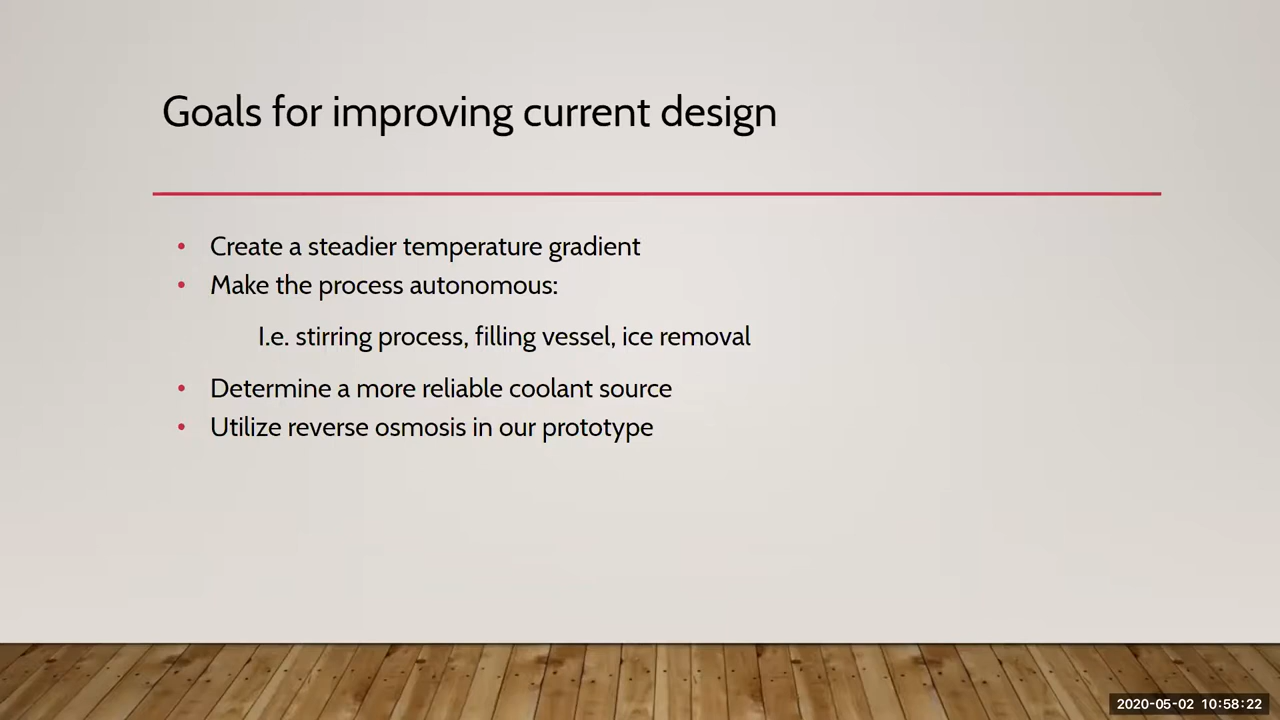 Goals for improving current design
• Create a steadier temperature gradient
• Make the process autonomous:
I.e. stirring process, filling vessel, ice removal
• Determine a more reliable coolant source
• Utilize reverse osmosis in our prototype
2020-05-02 10:58:22